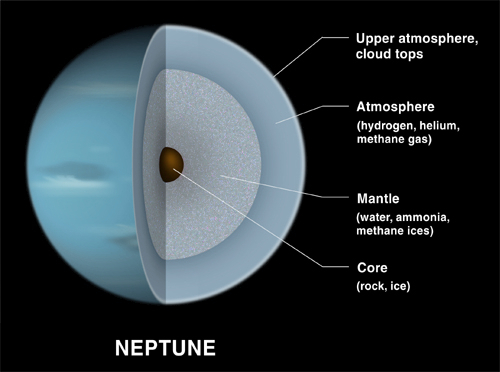 Upper atmosphere,
cloud tops
Atmosphere
(hydrogen, helium,
methane gas)
Mantle
(water, ammonia,
methane ices)
Core
(rock, ice)
NEPTUNE